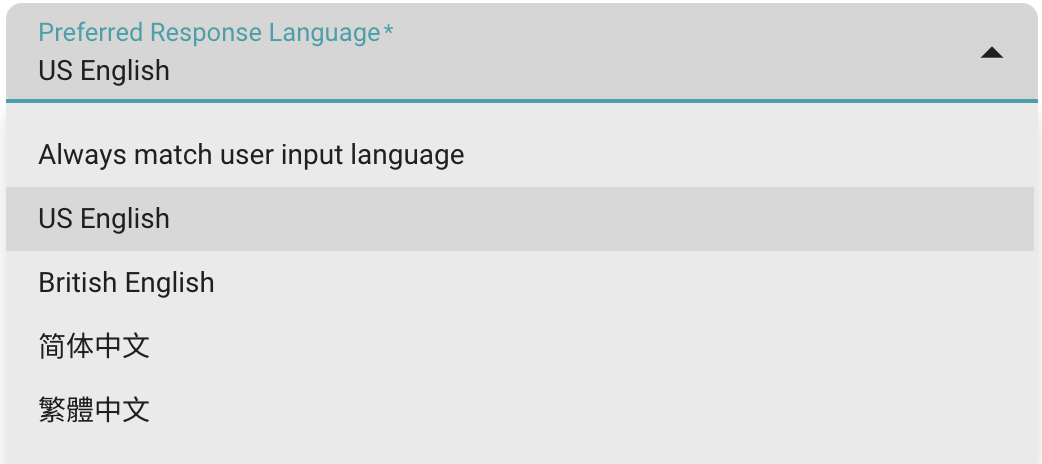 Preferred Response Language*
US English
Always match user input language
US English
British English
简体中文
繁體中文